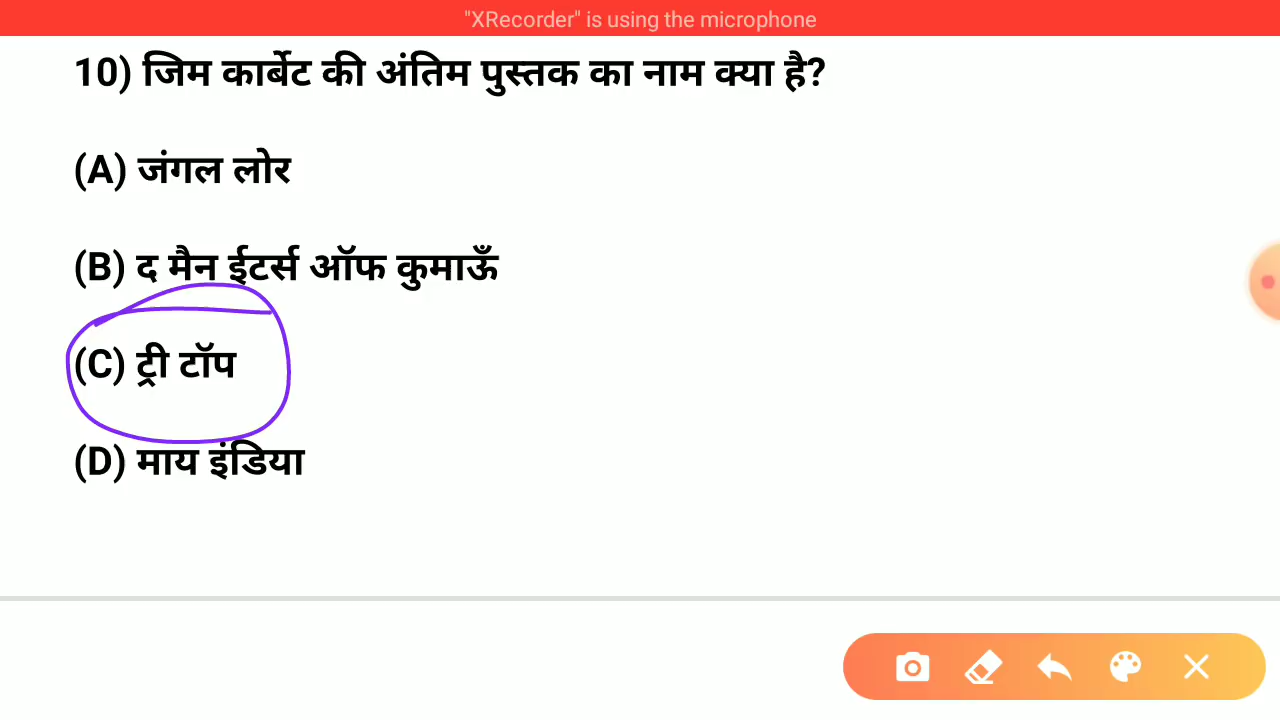 "XRecorder" is using the microphone
10) जिम कार्बेट की अंतिम पुस्तक का नाम क्या है?
(A) जंगल लोर
(B) द मैन ईटर्स ऑफ कुमाऊँ
(C) ट्री टॉप
(D) माय इंडिया